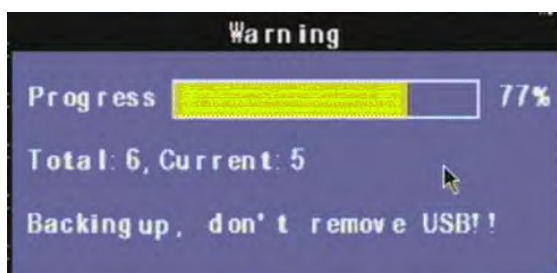 Warning
Progress 77%
Total: 6, Current: 5
Backing up, don't remove USB!!